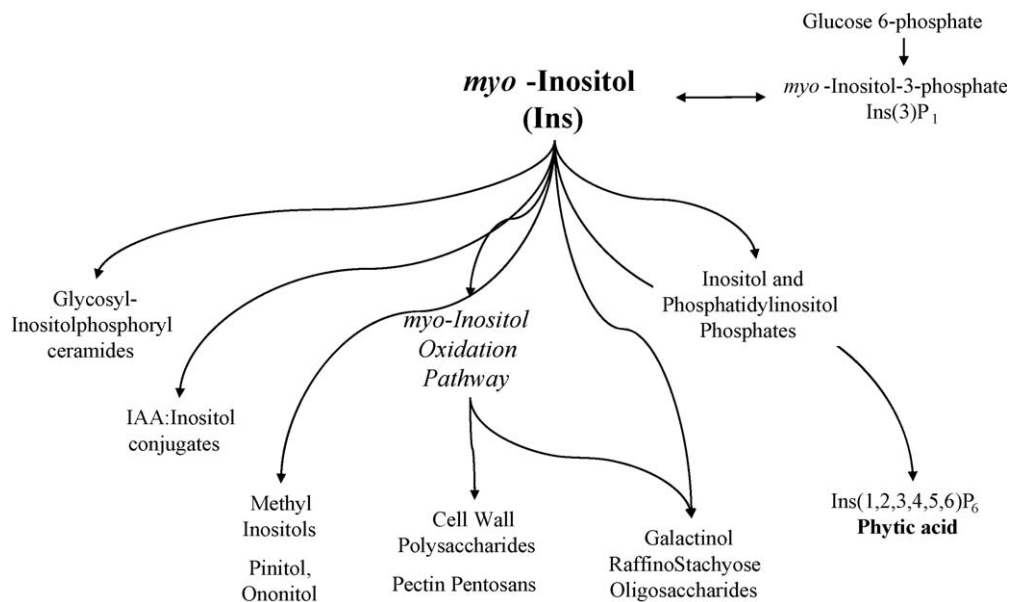 Glucose 6-phosphate
myo -Inositol
(Ins)
myo -Inositol-3-phosphate
Ins(3)P1
Glycosyl-
Inositolphosphoryl
ceramides
IAA:Inositol
conjugates
Methyl
Inositols
Pinitol,
Ononitol
myo-Inositol
Oxidation
Pathway
Cell Wall
Polysaccharides
Pectin Pentosans
Galactinol
RaffinoStachyose
Oligosaccharides
Inositol and
Phosphatidylinositol
Phosphates
Ins(1,2,3,4,5,6)P6
Phytic acid